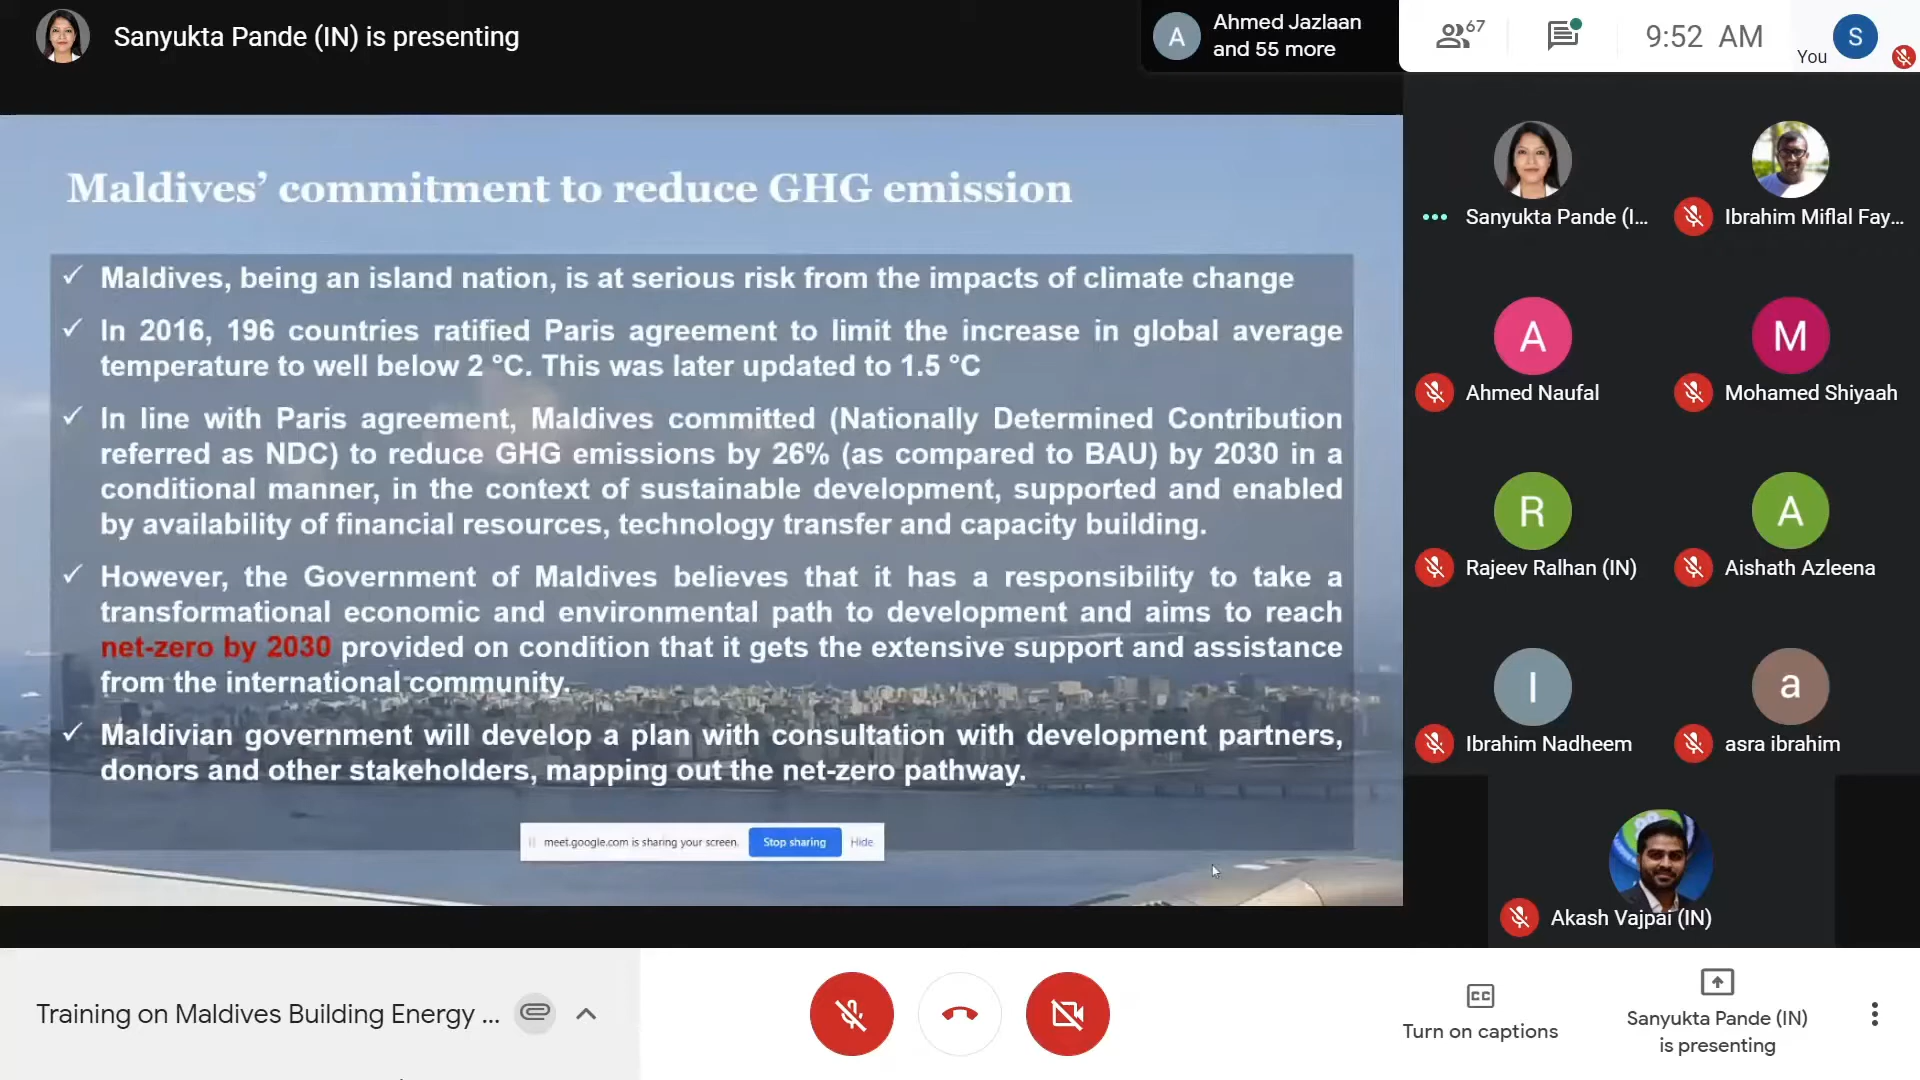 Sanyukta Pande (IN) is presenting
A
Ahmed Jazlaan
and 55 more
67
9:52 AM
You
S
Maldives’ commitment to reduce GHG emission
✓ Maldives, being an island nation, is at serious risk from the impacts of climate change
✓ In 2016, 196 countries ratified Paris agreement to limit the increase in global average
temperature to well below 2 °C. This was later updated to 1.5 °C
✓ In line with Paris agreement, Maldives committed (Nationally Determined Contribution
referred as NDC) to reduce GHG emissions by 26% (as compared to BAU) by 2030 in a
conditional manner, in the context of sustainable development, supported and enabled
by availability of financial resources, technology transfer and capacity building.
✓ However, the Government of Maldives believes that it has a responsibility to take a
transformational economic and environmental path to development and aims to reach
net-zero by 2030 provided on condition that it gets the extensive support and assistance
from the international community.
✓ Maldivian government will develop a plan with consultation with development partners,
donors and other stakeholders, mapping out the net-zero pathway.
meet.google.com is sharing your screen.
Stop sharing
Hide
Sanyukta Pande (I...
Ibrahim Miflal Fay...
A
Ahmed Naufal
M
Mohamed Shiyaah
R
Rajeev Ralhan (IN)
A
Aishath Azleena
I
Ibrahim Nadheem
a
asra ibrahim
Akash Vajpai (IN)
Training on Maldives Building Energy ...
CC
Turn on captions
Sanyukta Pande (IN)
is presenting